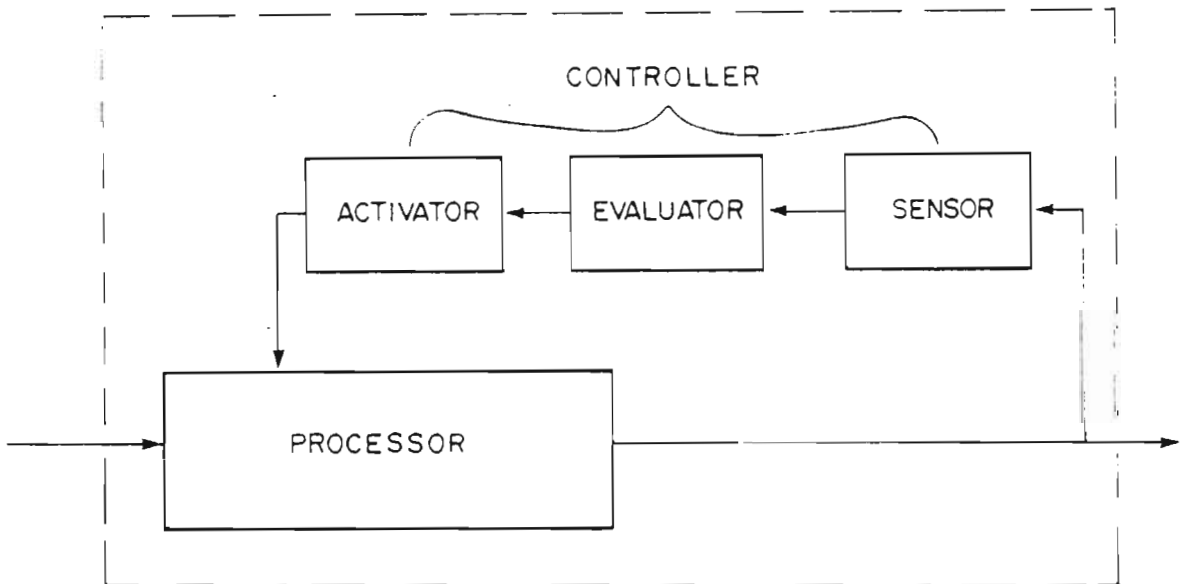 CONTROLLER
ACTIVATOR
EVALUATOR
SENSOR
PROCESSOR